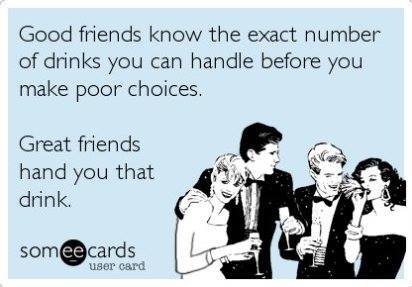 Good friends know the exact number
of drinks you can handle before you
make poor choices.
Great friends
hand you that
drink.
someecards
user card